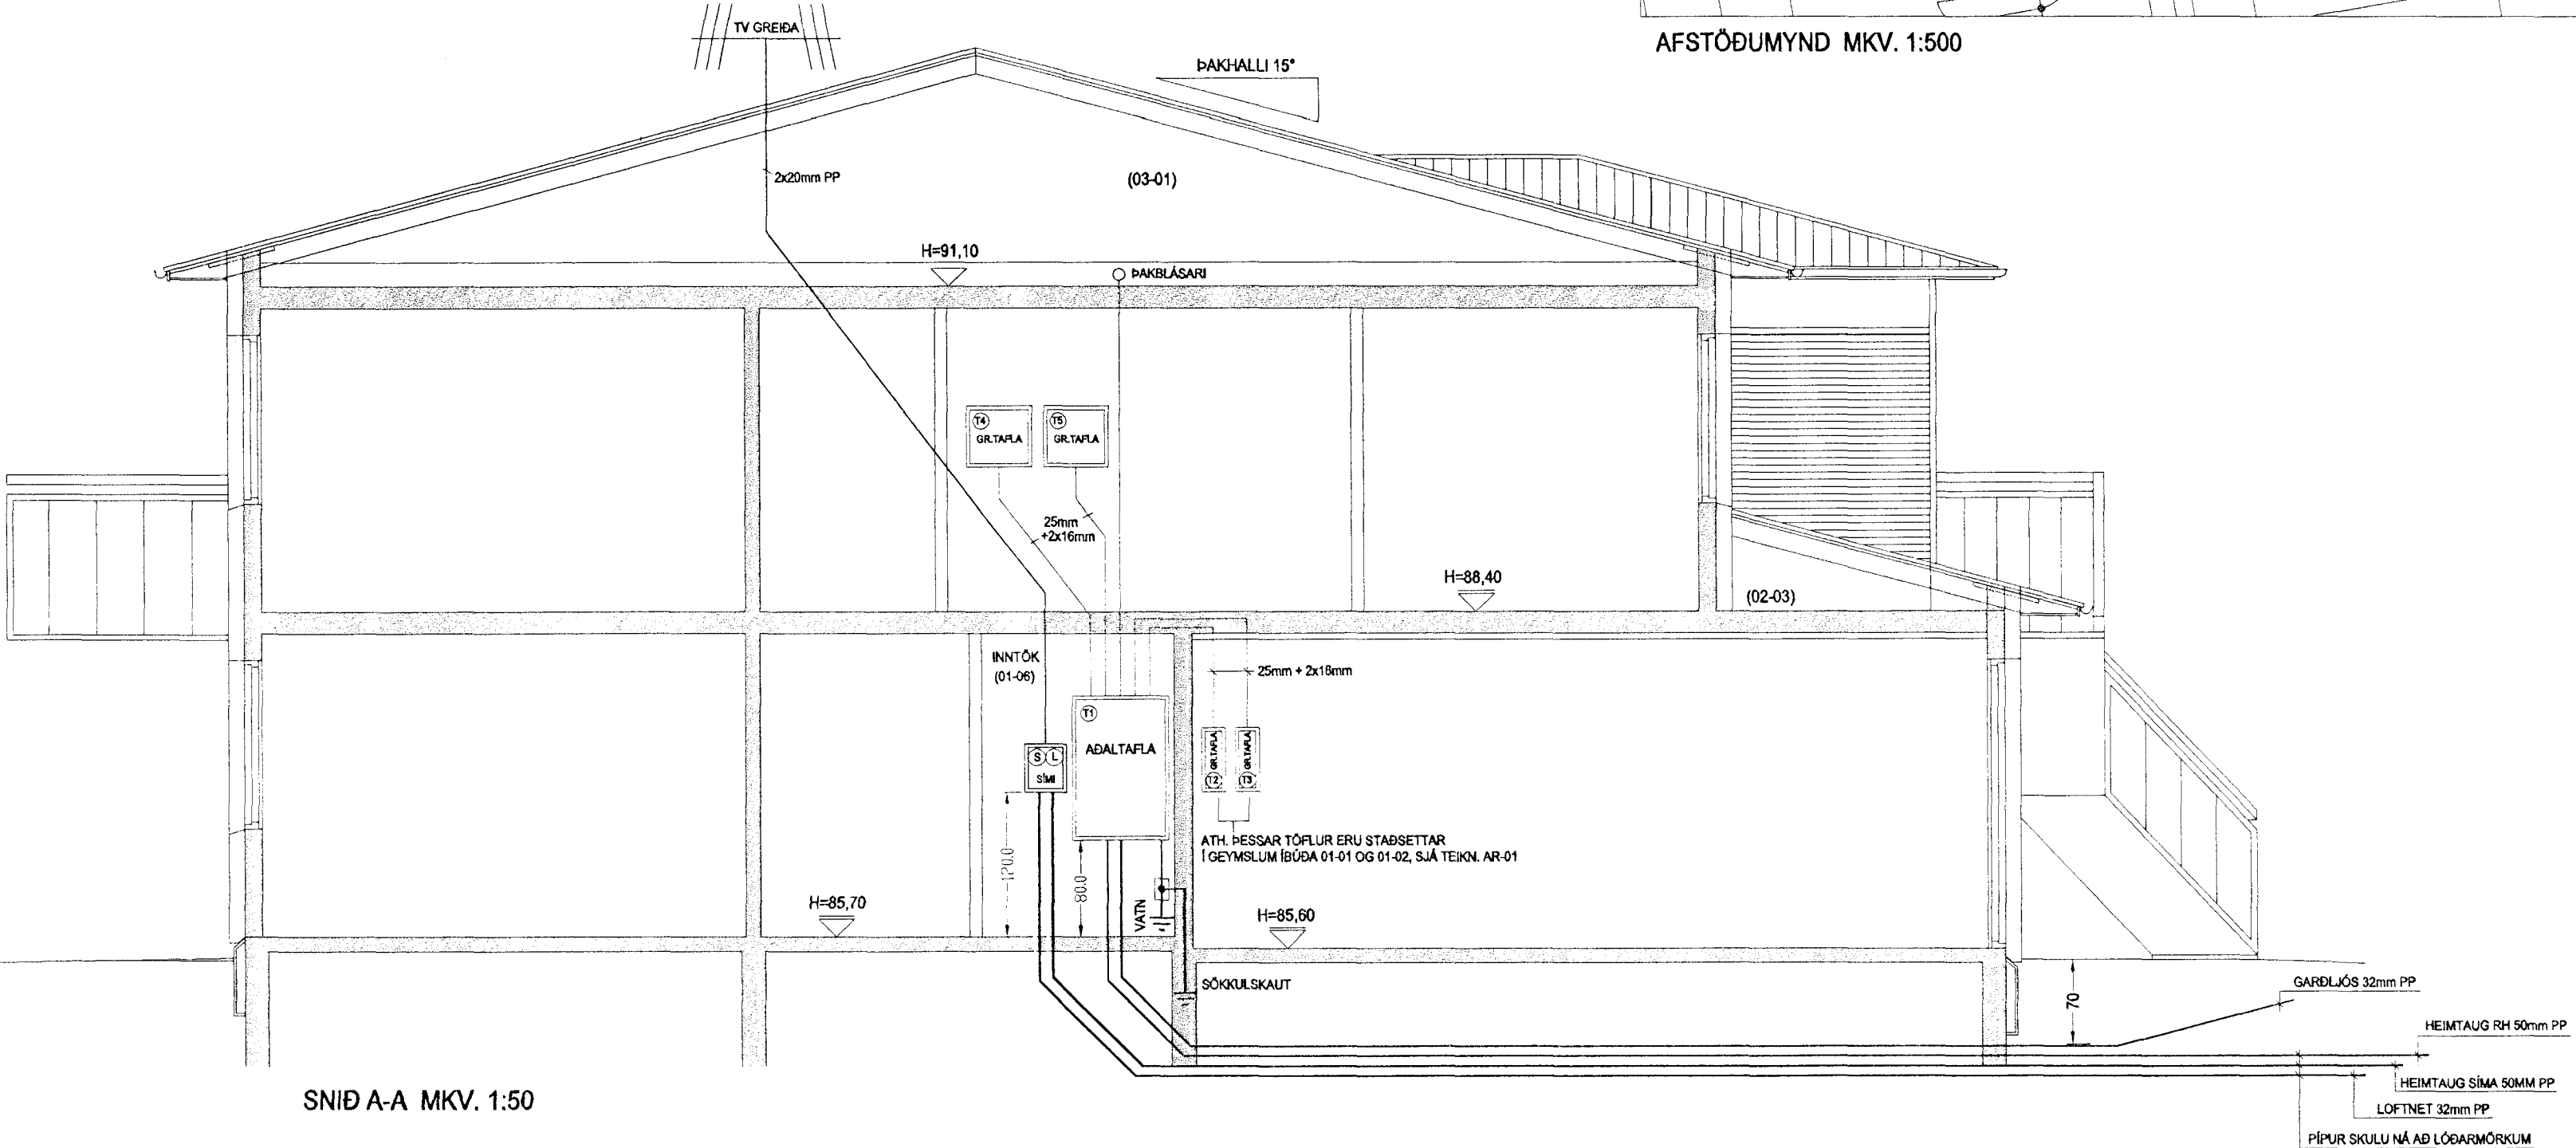 TV GREIÐA
AFSTÖÐUMYND MKV. 1:500
ÞAKHALLI 15°
2x20mm PP
(03-01)
H=91,10
ÞAKBLÁSARI
T4
GR.TAFLA
T5
GR.TAFLA
25mm
+2x16mm
H=88,40
(02-03)
INNTÖK
(01-06)
25mm + 2x16mm
T1
AÐALTAFLA
S L
SÍMI
GR.TAFLA
T2
GR.TAFLA
T3
120.0
80.0
ATH. ÞESSAR TÖFLUR ERU STAÐSETTAR
Í GEYMSLUM ÍBÚÐA 01-01 OG 01-02, SJÁ TEIKN. AR-01
H=85,70
VATN
H=85,60
SÖKKULSKAUT
70
GARÐLJÓS 32mm PP
HEIMTAUG RH 50mm PP
HEIMTAUG SÍMA 50MM PP
LOFTNET 32mm PP
PÍPUR SKULU NÁ AÐ LÓÐARMÖRKUM
SNIÐ A-A MKV. 1:50